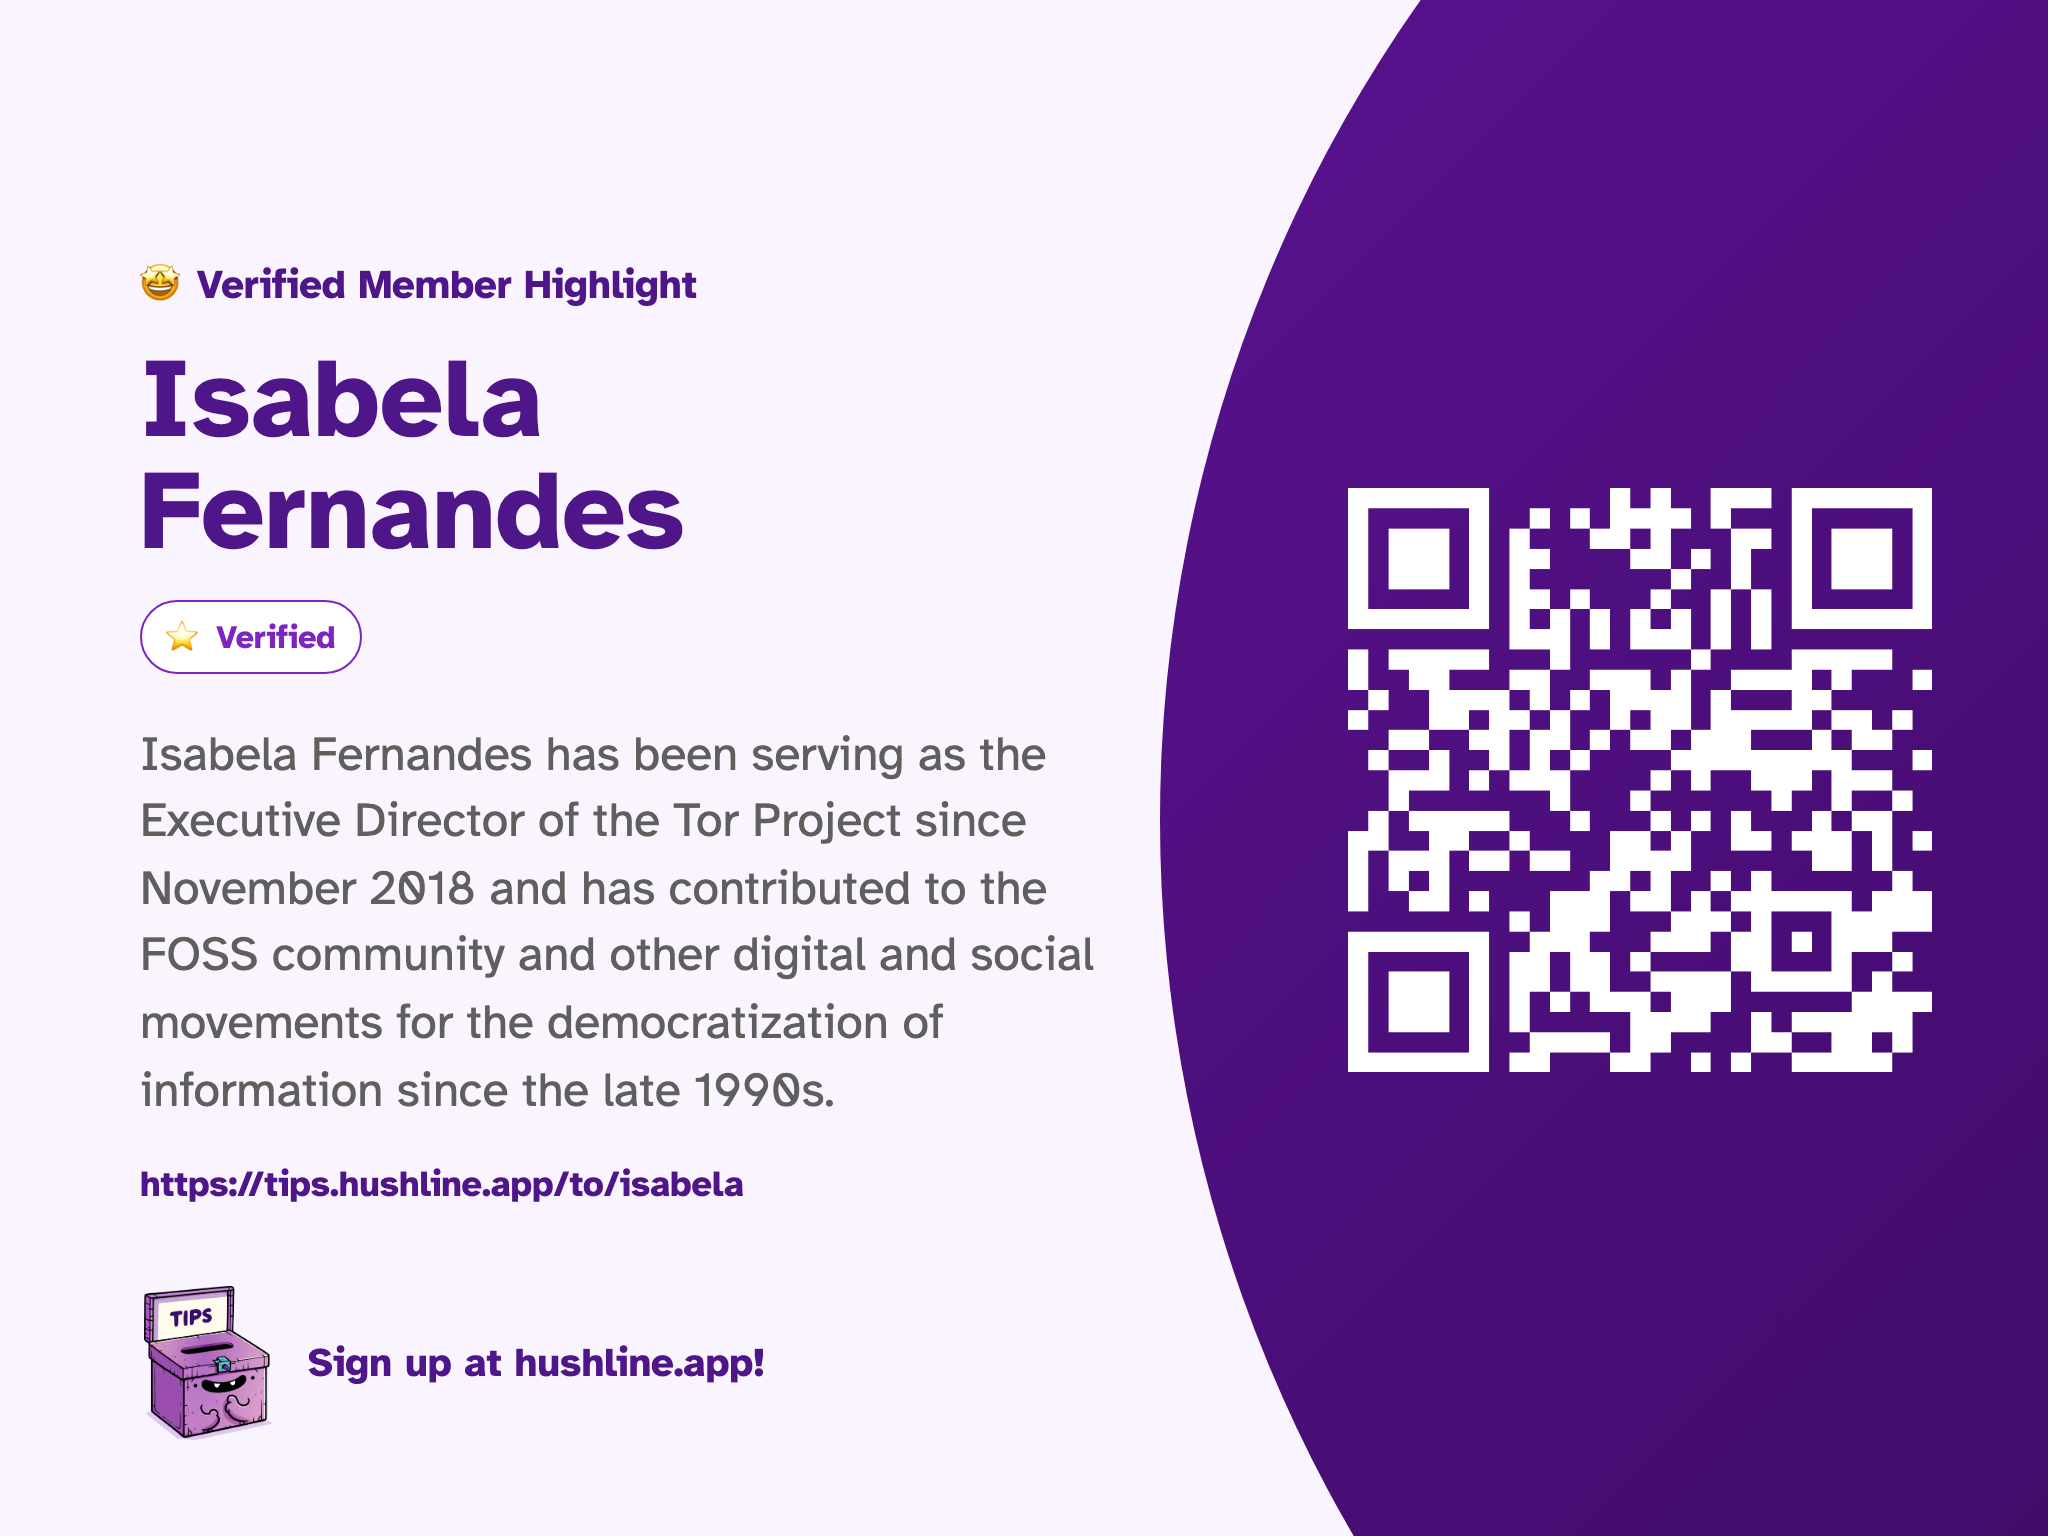 Verified Member Highlight
Isabela
Fernandes
Verified
Isabela Fernandes has been serving as the
Executive Director of the Tor Project since
November 2018 and has contributed to the
FOSS community and other digital and social
movements for the democratization of
information since the late 1990s.
https://tips.hushline.app/to/isabela
TIPS
Sign up at hushline.app!